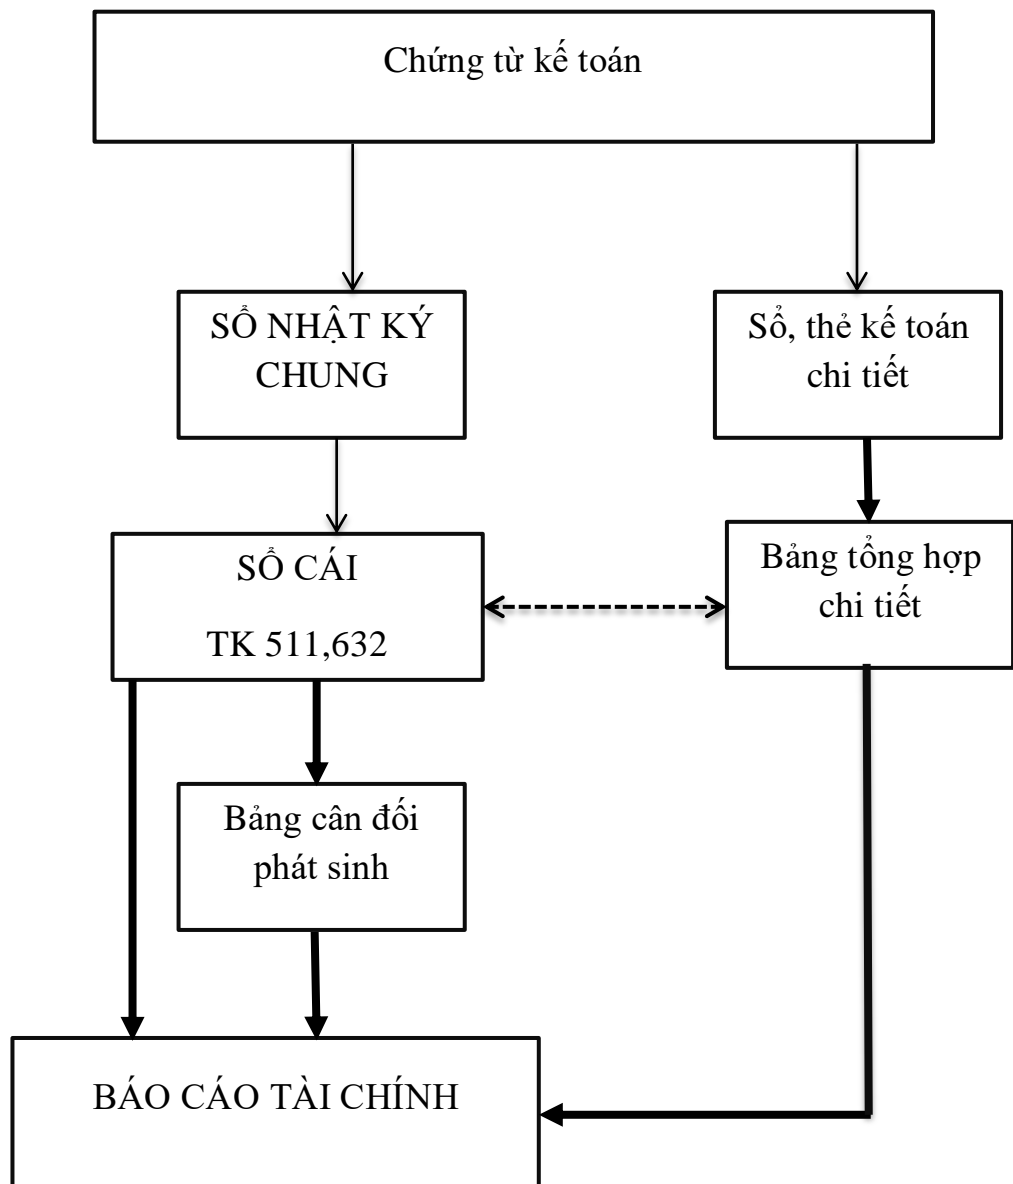 Chứng từ kế toán
SỔ NHẬT KÝ
CHUNG
Sổ, thẻ kế toán
chi tiết
SỔ CÁI
TK 511,632
Bảng tổng hợp
chi tiết
Bảng cân đối
phát sinh
BÁO CÁO TÀI CHÍNH